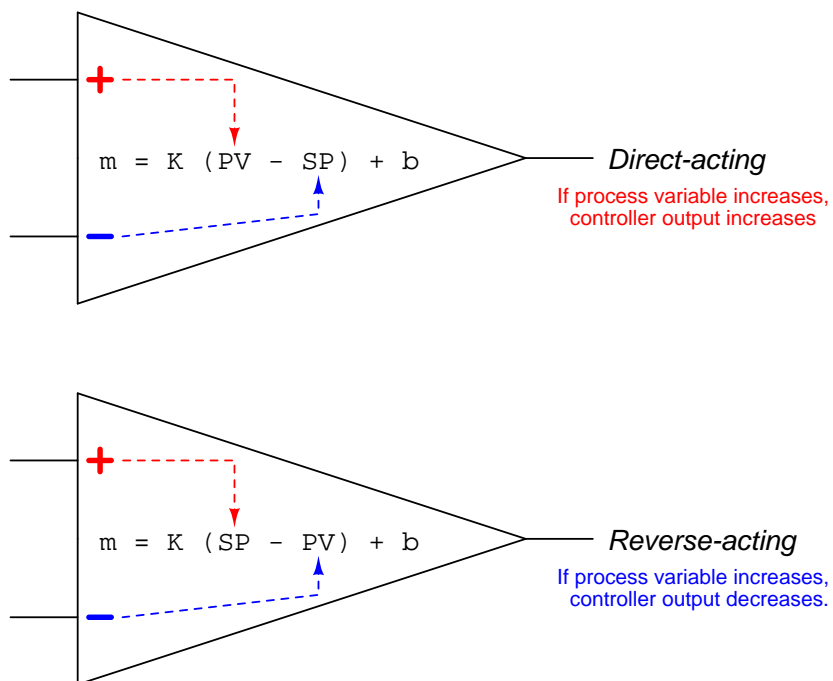 +
m = K (PV - SP) + b
Direct-acting
If process variable increases,
controller output increases
−
+
m = K (SP - PV) + b
Reverse-acting
If process variable increases,
controller output decreases.
−